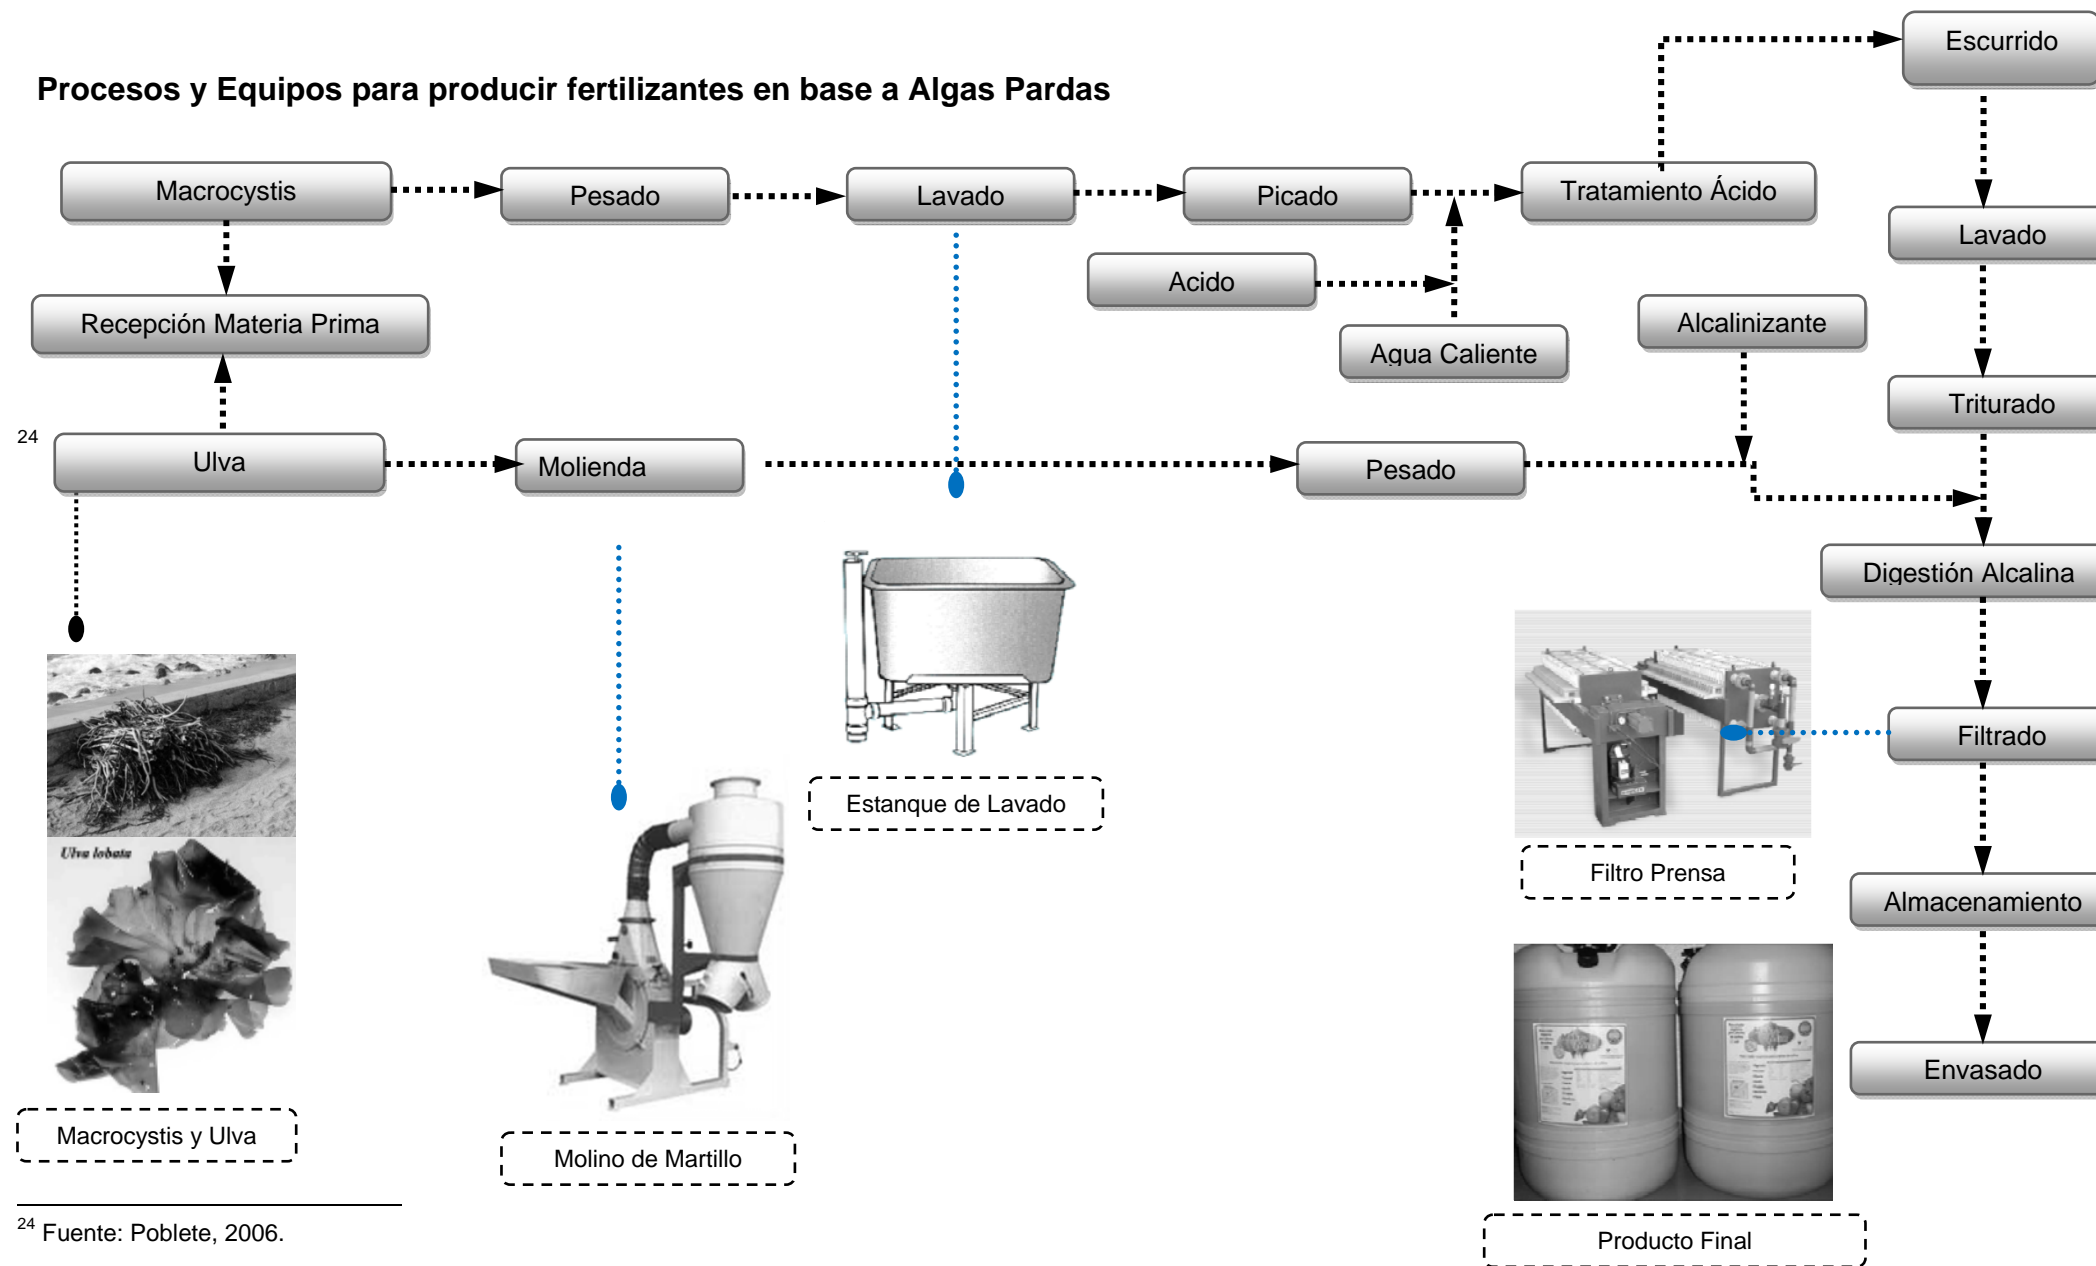 Procesos y Equipos para producir fertilizantes en base a Algas Pardas
Escurrido
Macrocystis
Pesado
Lavado
Picado
Tratamiento Ácido
Lavado
Acido
Recepción Materia Prima
Alcalinizante
Agua Caliente
Triturado
24
Ulva
Molienda
Pesado
Digestión Alcalina
Filtrado
Estanque de Lavado
Ulva lobata
Filtro Prensa
Almacenamiento
Envasado
Macrocystis y Ulva
Molino de Martillo
24 Fuente: Poblete, 2006.
Producto Final